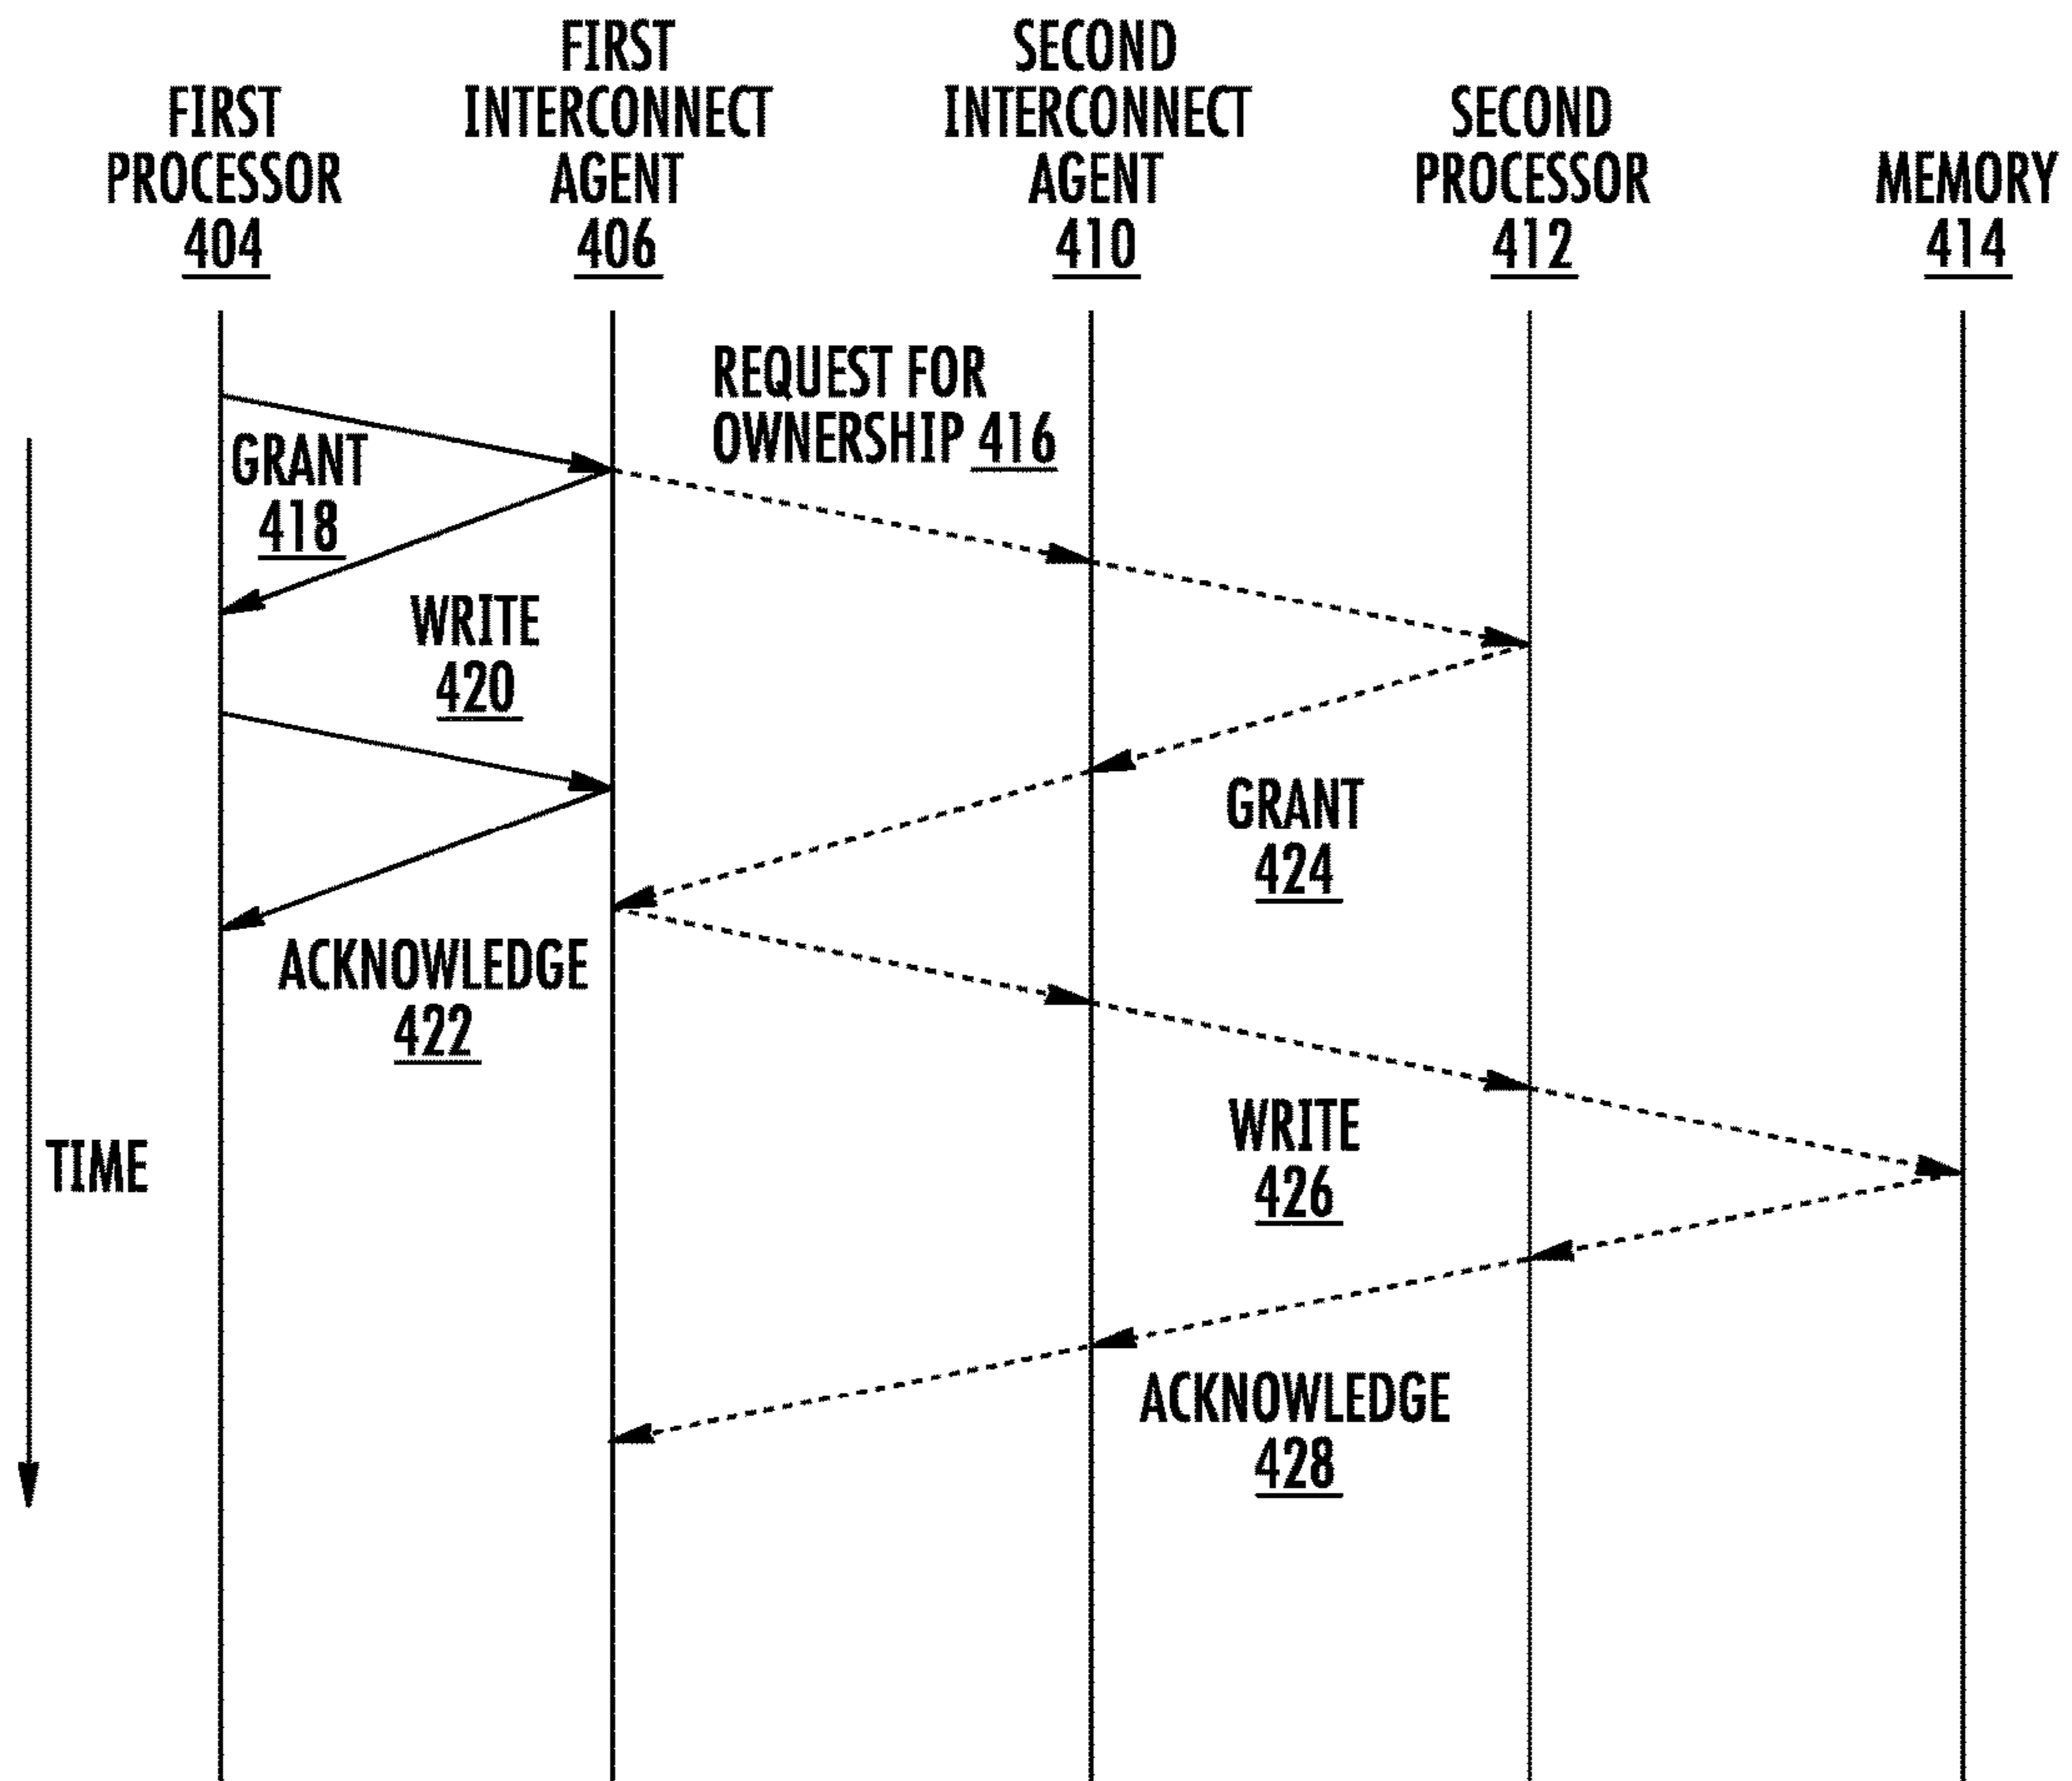 FIRST
PROCESSOR
404
FIRST
INTERCONNECT
AGENT
406
SECOND
INTERCONNECT
AGENT
410
SECOND
PROCESSOR
412
MEMORY
414
REQUEST FOR
OWNERSHIP 416
GRANT
418
WRITE
420
GRANT
424
ACKNOWLEDGE
422
WRITE
426
TIME
ACKNOWLEDGE
428